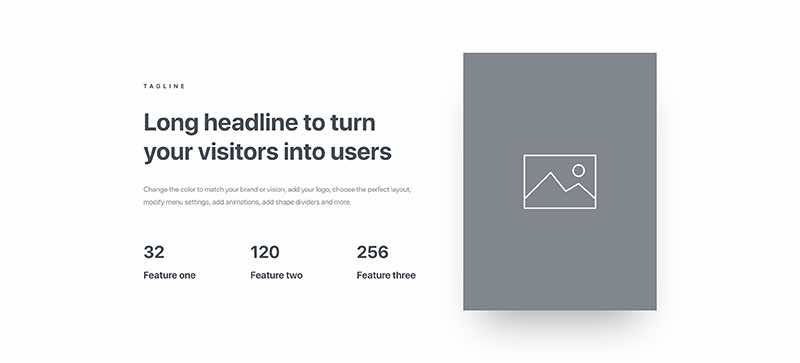 TAGLINE
Long headline to turn
your visitors into users
Change the color to match your brand or vision, add your logo, choose the perfect layout,
modify menu settings, add animations, add shape dividers and more.
32
120
256
Feature one
Feature two
Feature three